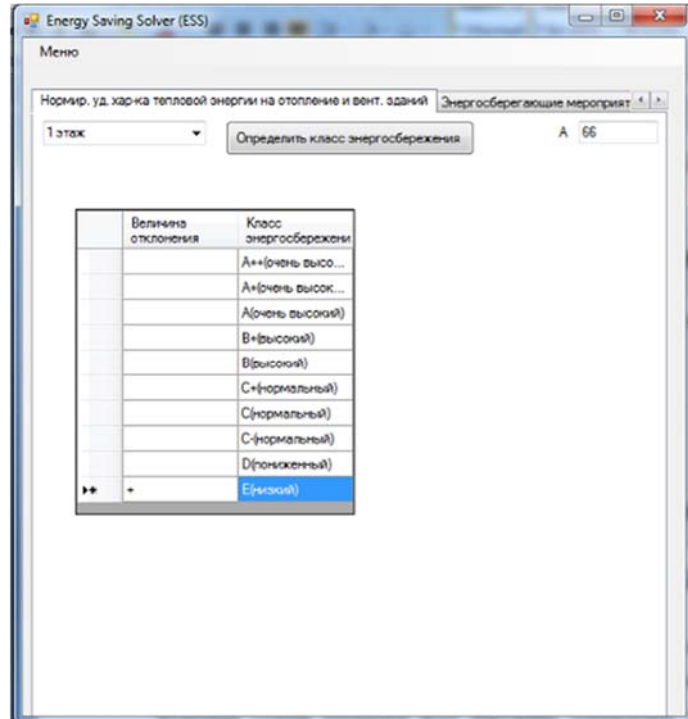 Energy Saving Solver (ESS)
Меню
Нормир. уд. хар-ка тепловой энергии на отопление и вент. зданий
Энергосберегающие мероприят
1 этаж
Определить класс энергосбережения
A 66
Величина
отклонения
Класс
энергосбережени
A++(очень высо...
A+(очень высок...
A(очень высокий)
B+(высокий)
B(высокий)
C+(нормальный)
C(нормальный)
C-(нормальный)
D(пониженный)
+ E(низкий)